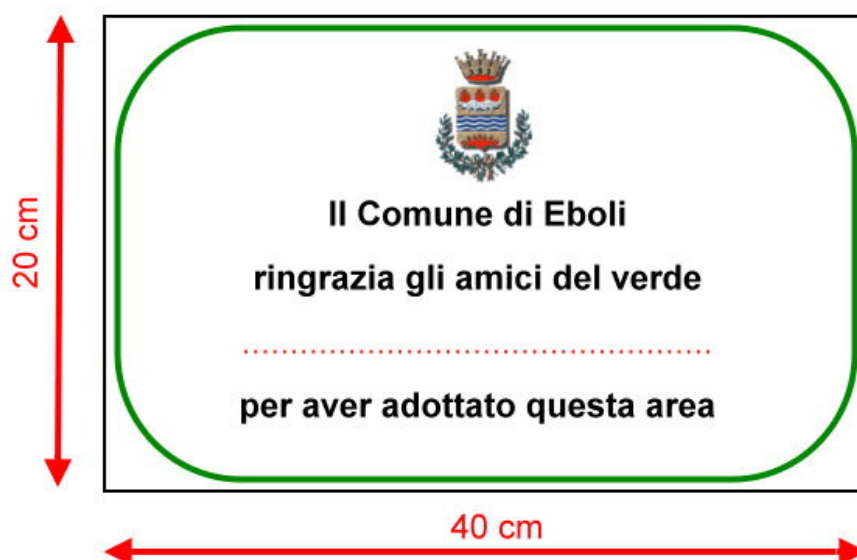 Il Comune di Eboli
ringrazia gli amici del verde
.................................................
per aver adottato questa area
20 cm
40 cm